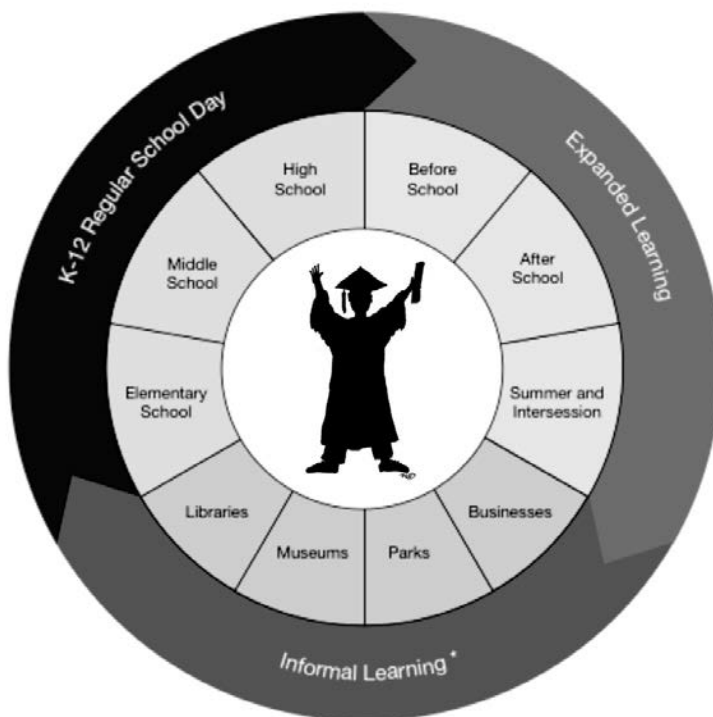 K-12 Regular School Day
Expanded Learning
High
School
Before
School
Middle
School
After
School
Elementary
School
Summer and
Intersession
Libraries
Businesses
Museums
Parks
Informal Learning *